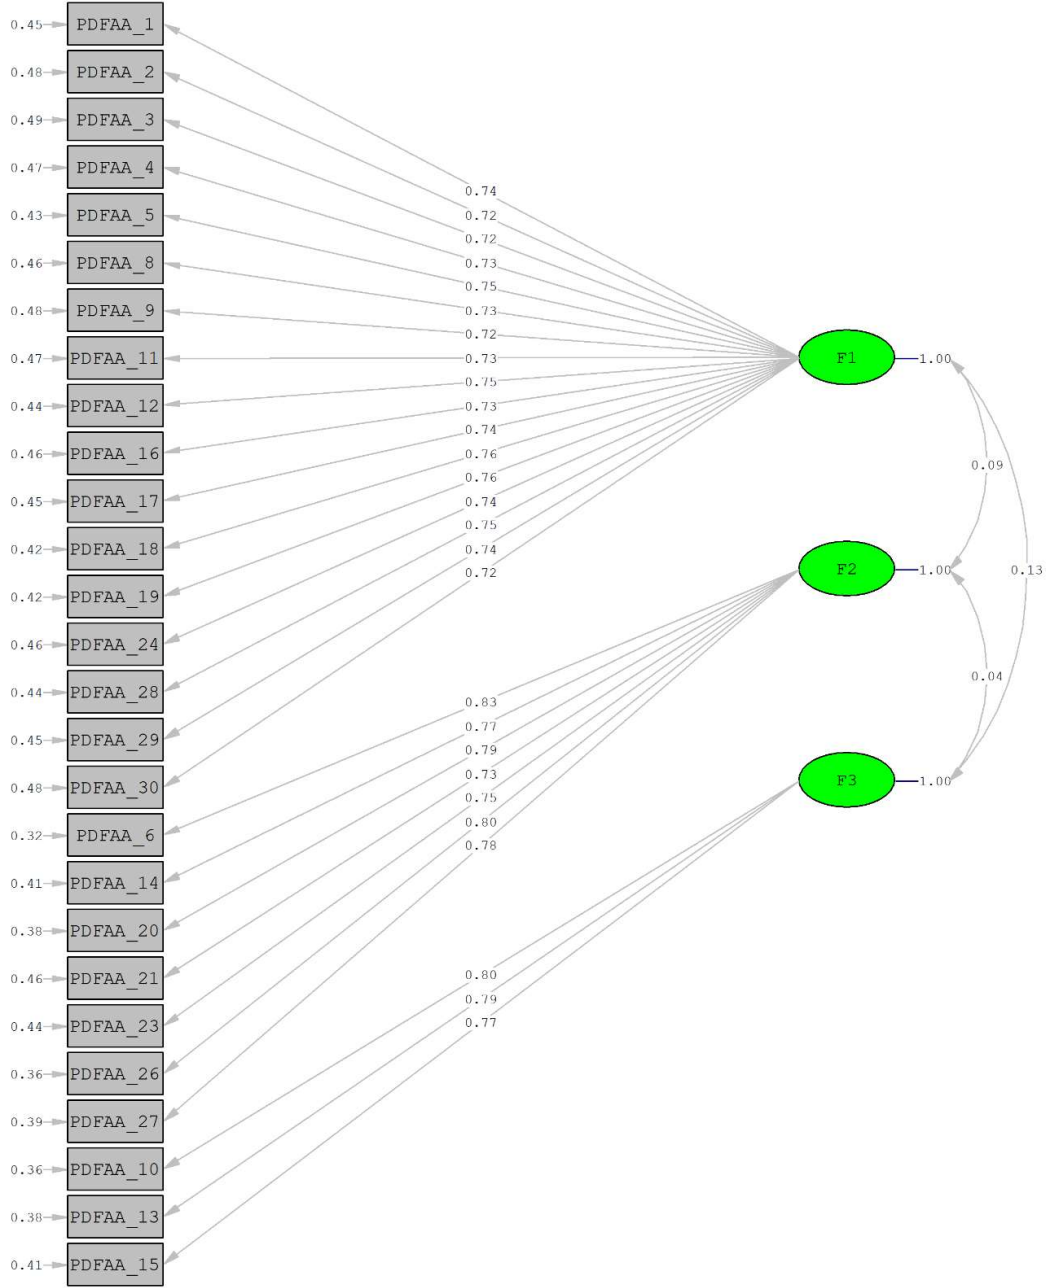 0.45 PDFAA_1
0.48 PDFAA_2
0.49 PDFAA_3
0.47 PDFAA_4
0.74
0.43 PDFAA_5
0.72
0.72
0.46 PDFAA_8
0.73
0.75
0.48 PDFAA_9
0.73
0.72
0.47 PDFAA_11
0.73
F1
1.00
0.75
0.44 PDFAA_12
0.73
0.74
0.46 PDFAA_16
0.76
0.09
0.76
0.45 PDFAA_17
0.74
0.75
0.42 PDFAA_18
0.74
F2
1.00
0.13
0.72
0.42 PDFAA_19
0.46 PDFAA_24
0.04
0.44 PDFAA_28
0.83
0.77
0.45 PDFAA_29
0.79
0.73
F3
1.00
0.48 PDFAA_30
0.75
0.80
0.32 PDFAA_6
0.78
0.41 PDFAA_14
0.38 PDFAA_20
0.46 PDFAA_21
0.80
0.79
0.44 PDFAA_23
0.77
0.36 PDFAA_26
0.39 PDFAA_27
0.36 PDFAA_10
0.38 PDFAA_13
0.41 PDFAA_15